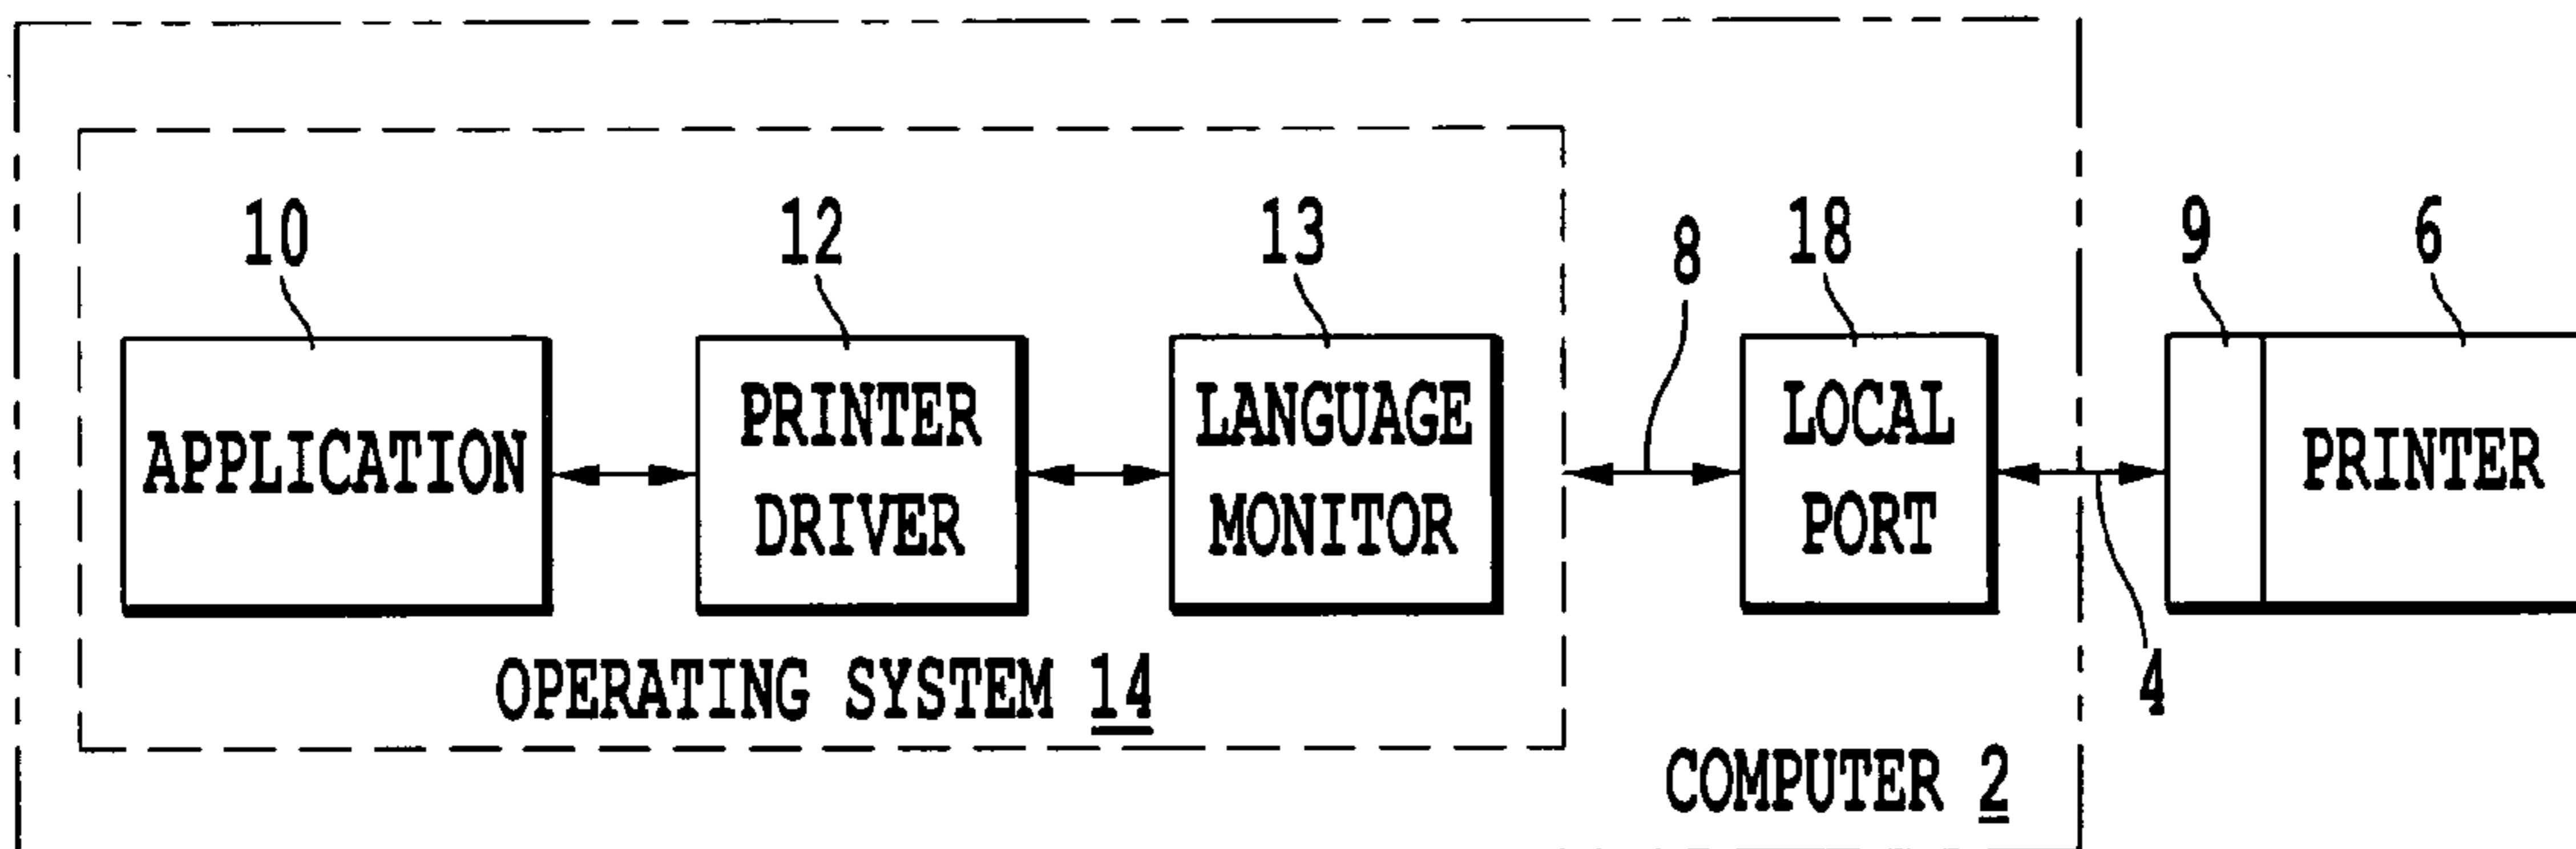 10
12
13
8
18
9
6
APPLICATION
PRINTER
DRIVER
LANGUAGE
MONITOR
LOCAL
PORT
PRINTER
4
OPERATING SYSTEM 14
COMPUTER 2